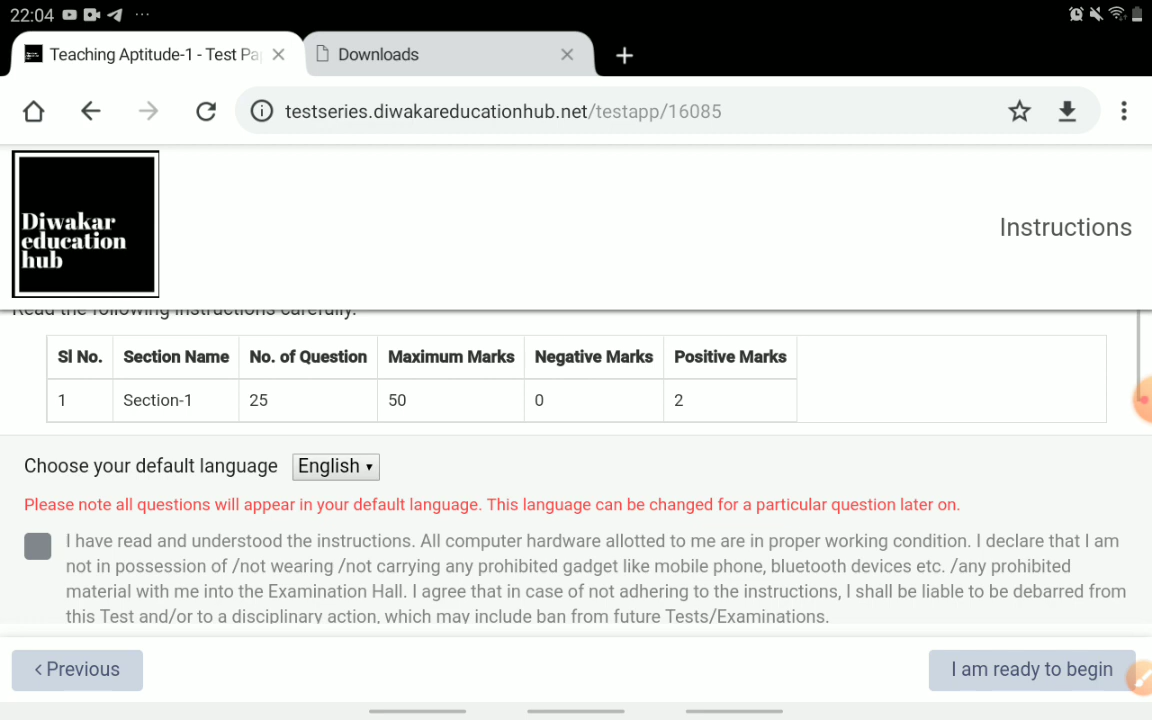 22:04
Teaching Aptitude-1 - Test Pa
Downloads
testseries.diwakareducationhub.net/testapp/16085
Diwakar
education
hub
Instructions
Read the following instructions carefully.
Sl No. Section Name No. of Question Maximum Marks Negative Marks Positive Marks
1 Section-1 25 50 0 2
Choose your default language English
Please note all questions will appear in your default language. This language can be changed for a particular question later on.
I have read and understood the instructions. All computer hardware allotted to me are in proper working condition. I declare that I am
not in possession of /not wearing /not carrying any prohibited gadget like mobile phone, bluetooth devices etc. /any prohibited
material with me into the Examination Hall. I agree that in case of not adhering to the instructions, I shall be liable to be debarred from
this Test and/or to a disciplinary action, which may include ban from future Tests/Examinations.
< Previous
I am ready to begin